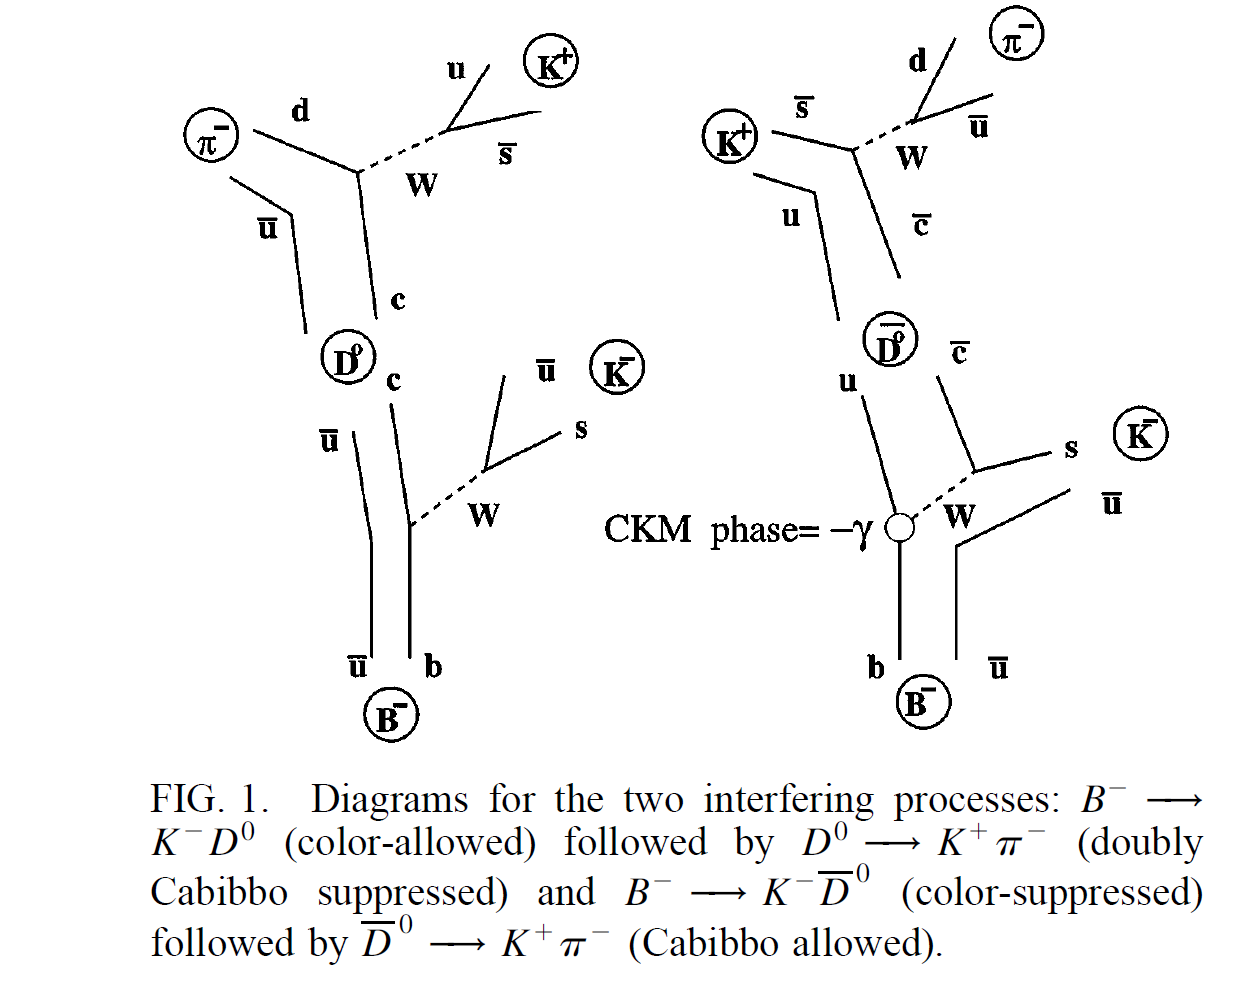 u K⁺
d
π⁻
s̅
W
u̅
c
D⁰
c
u̅ K⁻
s
u̅
W
u̅ b
B⁻
d π⁻
s̅
u̅
K⁺
W
u
c̅
D̅⁰ c̅
u
s K⁻
u̅
W
CKM phase= −γ
b u̅
B⁻
FIG. 1. Diagrams for the two interfering processes: B⁻ ⟶
K⁻D⁰ (color-allowed) followed by D⁰ ⟶ K⁺π⁻ (doubly
Cabibbo suppressed) and B⁻ ⟶ K⁻D̅⁰ (color-suppressed)
followed by D̅⁰ ⟶ K⁺π⁻ (Cabibbo allowed).